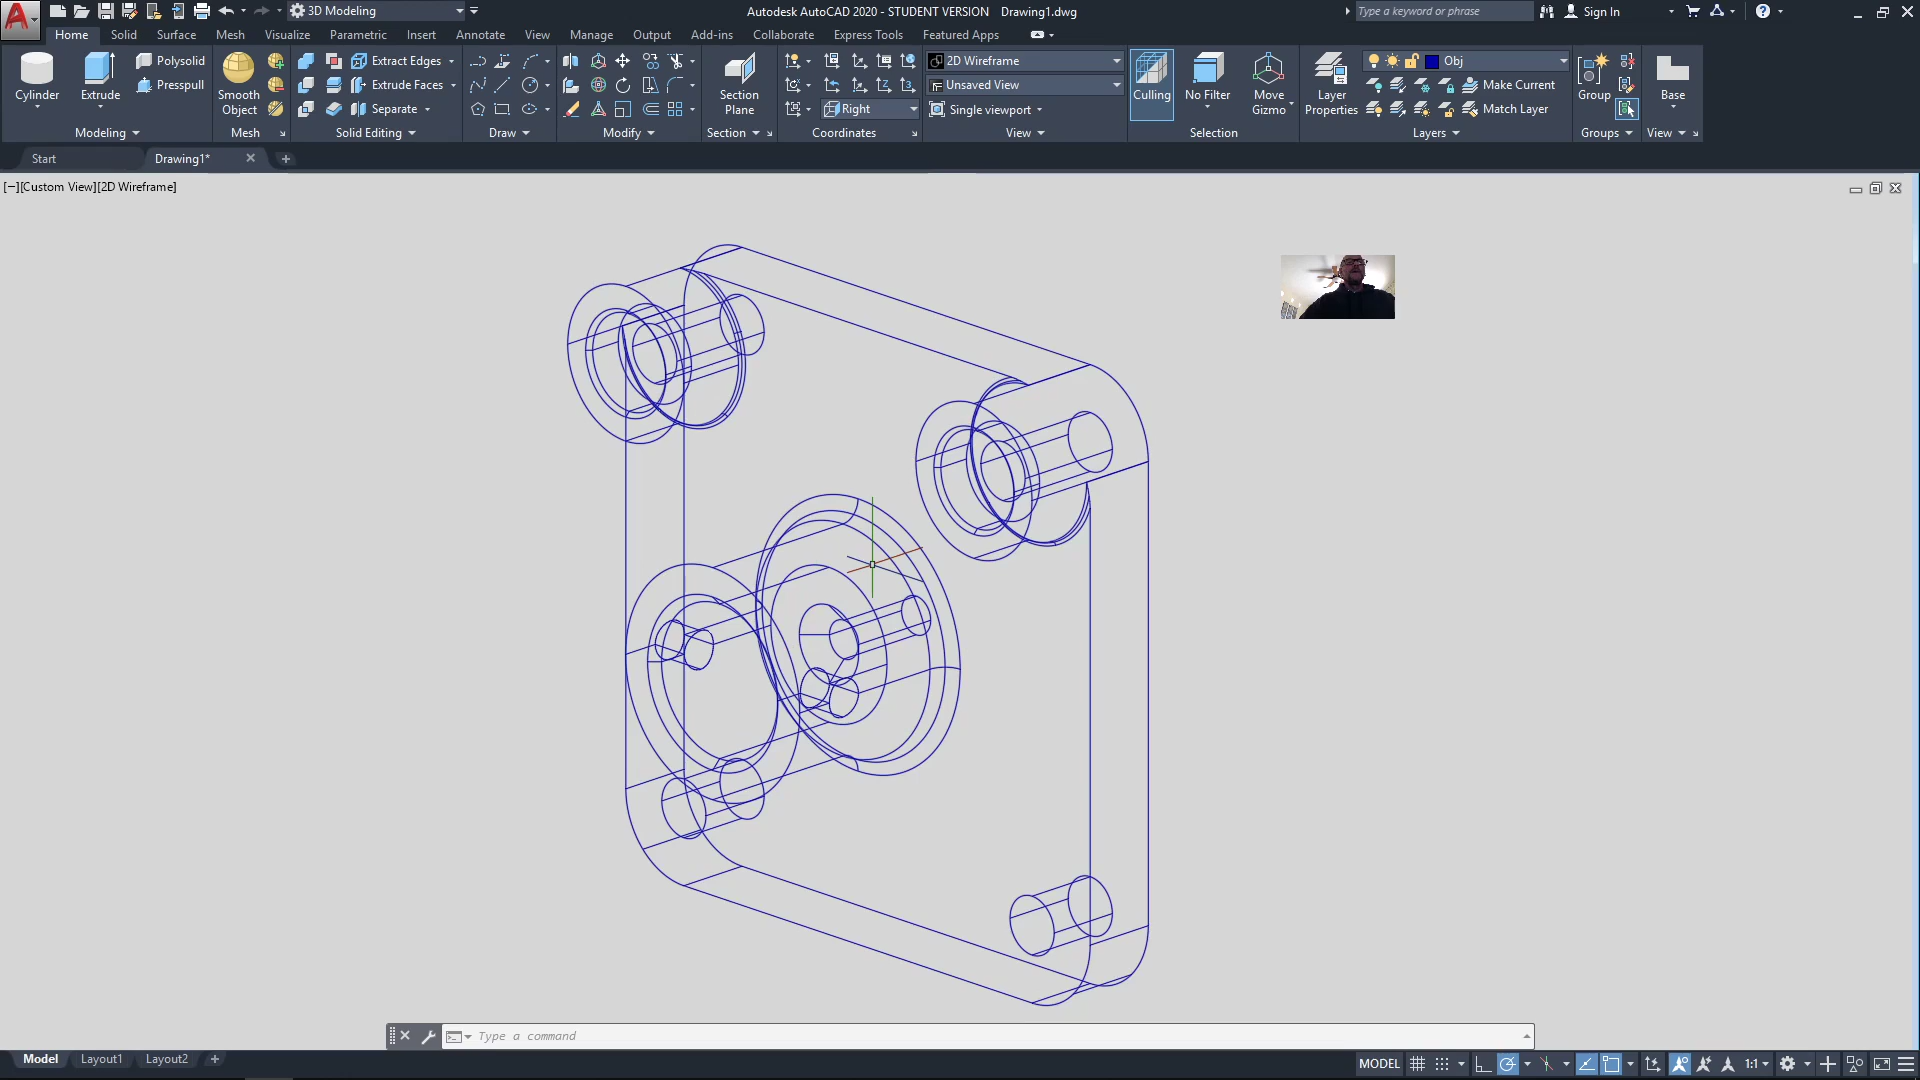 3D Modeling
Autodesk AutoCAD 2020 - STUDENT VERSION Drawing1.dwg
Type a keyword or phrase
Sign In
Home Solid Surface Mesh Visualize Parametric Insert Annotate View Manage Output Add-ins Collaborate Express Tools Featured Apps
Cylinder
Extrude
Polysolid
Presspull
Modeling
Smooth
Object
Mesh
Extract Edges
Extrude Faces
Separate
Solid Editing
Draw
Modify
Section
Plane
Section
Right
Coordinates
2D Wireframe
Unsaved View
Single viewport
View
Culling
No Filter
Move
Gizmo
Selection
Layer
Properties
Obj
Make Current
Match Layer
Layers
Group
Groups
Base
View
Start
Drawing1*
[−][Custom View][2D Wireframe]
Type a command
Model Layout1 Layout2
MODEL
1:1